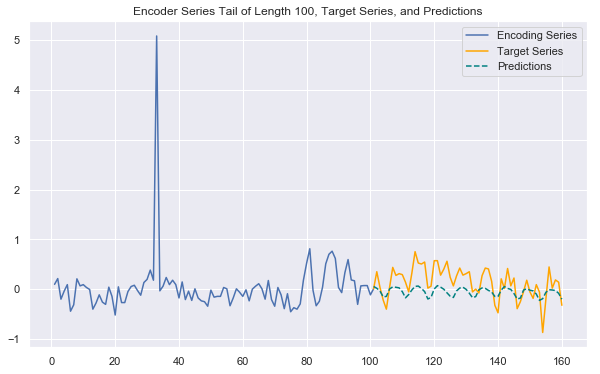 Encoder Series Tail of Length 100, Target Series, and Predictions
Encoding Series
Target Series
Predictions
5
4
3
2
1
0
−1
0 20 40 60 80 100 120 140 160